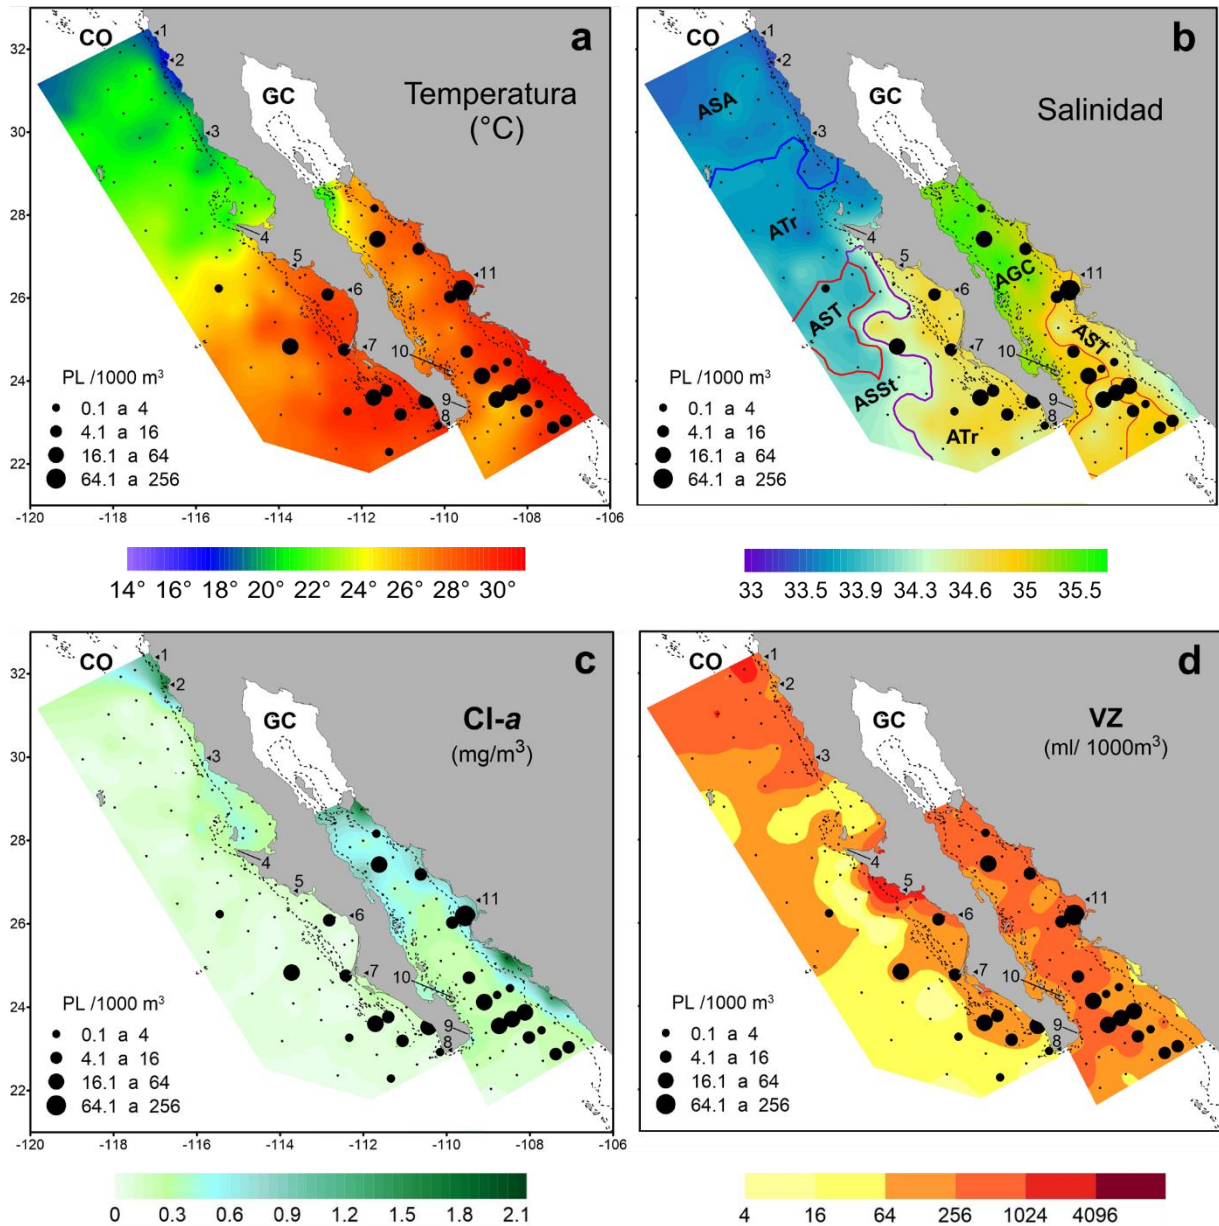 a
CO
GC
Temperatura
(°C)
1
2
3
4
5
6
7
8
9
10
11
32
30
28
26
24
22
PL /1000 m³
0.1 a 4
4.1 a 16
16.1 a 64
64.1 a 256
-120 -118 -116 -114 -112 -110 -108 -106
14° 16° 18° 20° 22° 24° 26° 28° 30°
b
CO
GC
Salinidad
ASA
ATr
AST
ASSt
ATr
AGC
AST
1
2
3
4
5
6
7
8
9
10
11
PL /1000 m³
0.1 a 4
4.1 a 16
16.1 a 64
64.1 a 256
33 33.5 33.9 34.3 34.6 35 35.5
c
CO
GC
Cl-a
(mg/m³)
1
2
3
4
5
6
7
8
9
10
11
32
30
28
26
24
22
PL /1000 m³
0.1 a 4
4.1 a 16
16.1 a 64
64.1 a 256
-120 -118 -116 -114 -112 -110 -108 -106
0 0.3 0.6 0.9 1.2 1.5 1.8 2.1
d
CO
GC
VZ
(ml/ 1000m³)
1
2
3
4
5
6
7
8
9
10
11
PL /1000 m³
0.1 a 4
4.1 a 16
16.1 a 64
64.1 a 256
4 16 64 256 1024 4096